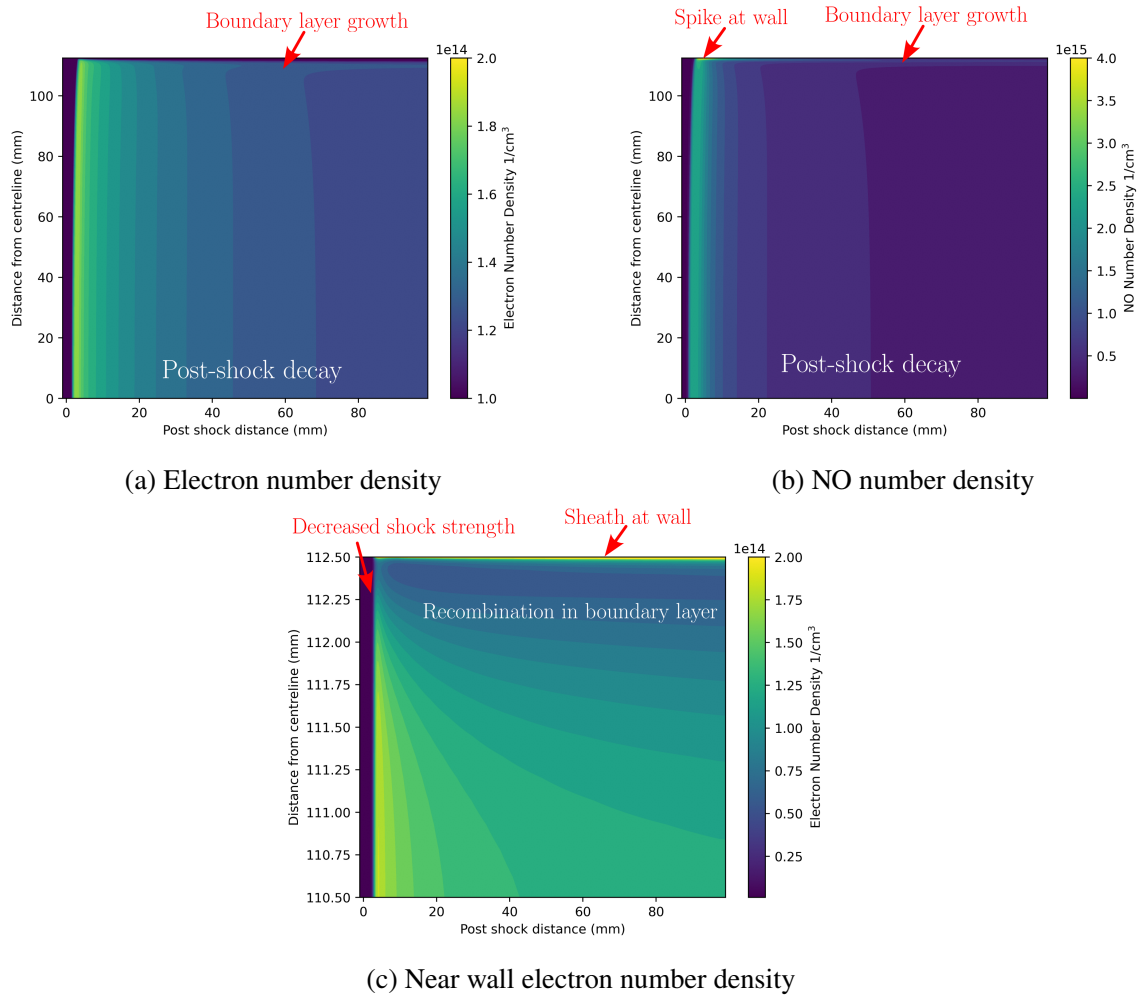 Boundary layer growth
Spike at wall
Boundary layer growth
1e14
2.0
1.8
1.6
1.4
1.2
1.0
Electron Number Density 1/cm³
100
80
60
40
20
0
Distance from centreline (mm)
Post-shock decay
0 20 40 60 80
Post shock distance (mm)
(a) Electron number density
1e15
4.0
3.5
3.0
2.5
2.0
1.5
1.0
0.5
NO Number Density 1/cm³
100
80
60
40
20
0
Distance from centreline (mm)
Post-shock decay
0 20 40 60 80
Post shock distance (mm)
(b) NO number density
Decreased shock strength
Sheath at wall
1e14
2.00
1.75
1.50
1.25
1.00
0.75
0.50
0.25
Electron Number Density 1/cm³
112.50
112.25
112.00
111.75
111.50
111.25
111.00
110.75
110.50
Distance from centreline (mm)
Recombination in boundary layer
0 20 40 60 80
Post shock distance (mm)
(c) Near wall electron number density